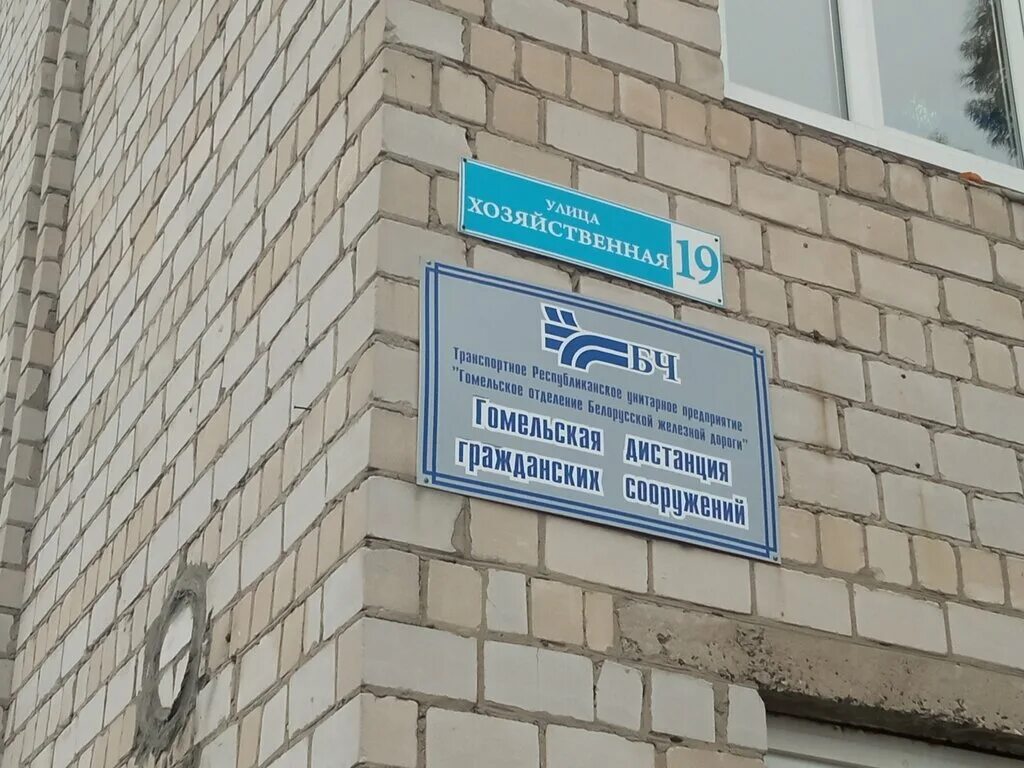 УЛИЦА
ХОЗЯЙСТВЕННАЯ 19
БЧ
Транспортное Республиканское унитарное предприятие
"Гомельское отделение Белорусской железной дороги"
Гомельская дистанция
гражданских сооружений